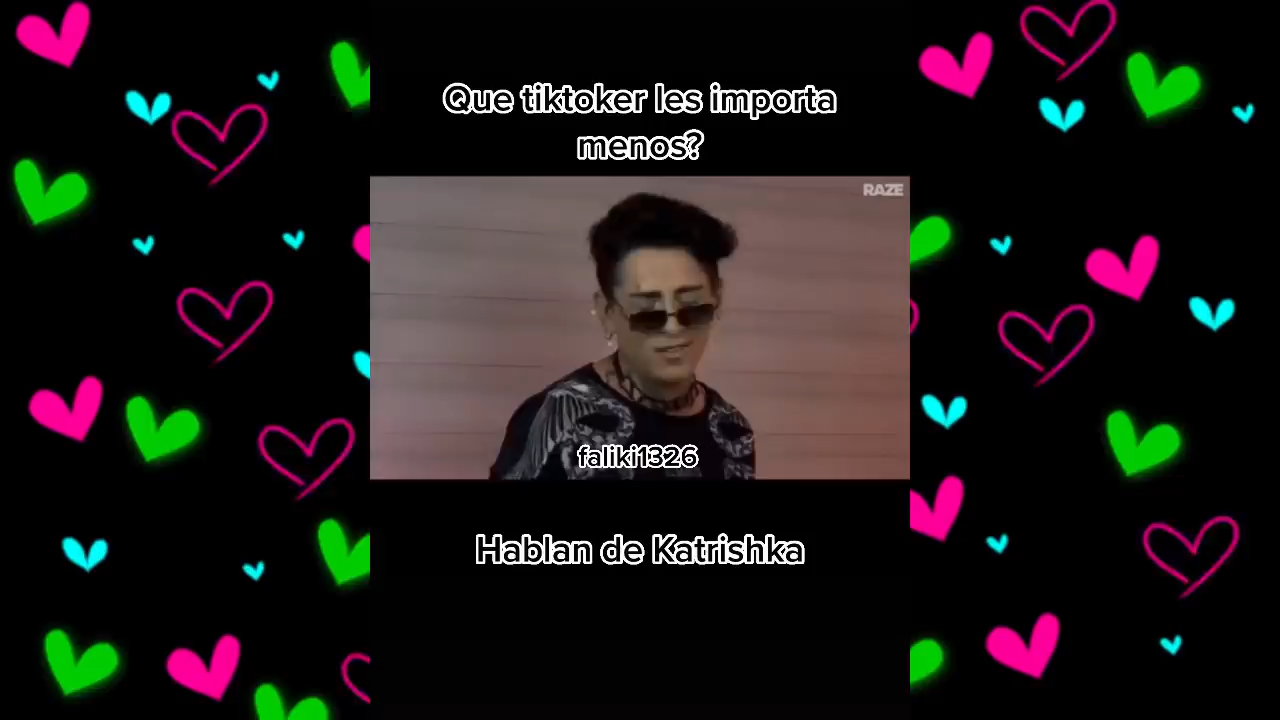 Que tiktoker les importa
menos?
RAZE
faliki1326
Hablan de Katrishka